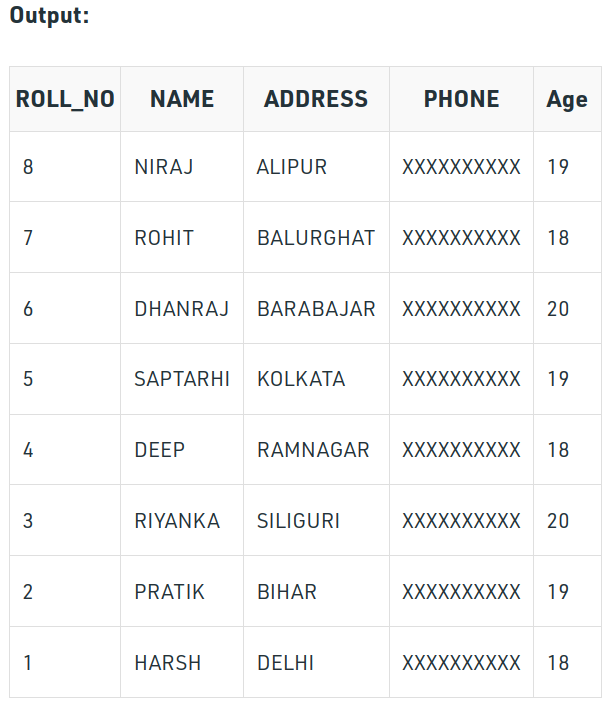 Output:
ROLL_NO NAME ADDRESS PHONE Age
8 NIRAJ ALIPUR XXXXXXXXXX 19
7 ROHIT BALURGHAT XXXXXXXXXX 18
6 DHANRAJ BARABAJAR XXXXXXXXXX 20
5 SAPTARHI KOLKATA XXXXXXXXXX 19
4 DEEP RAMNAGAR XXXXXXXXXX 18
3 RIYANKA SILIGURI XXXXXXXXXX 20
2 PRATIK BIHAR XXXXXXXXXX 19
1 HARSH DELHI XXXXXXXXXX 18